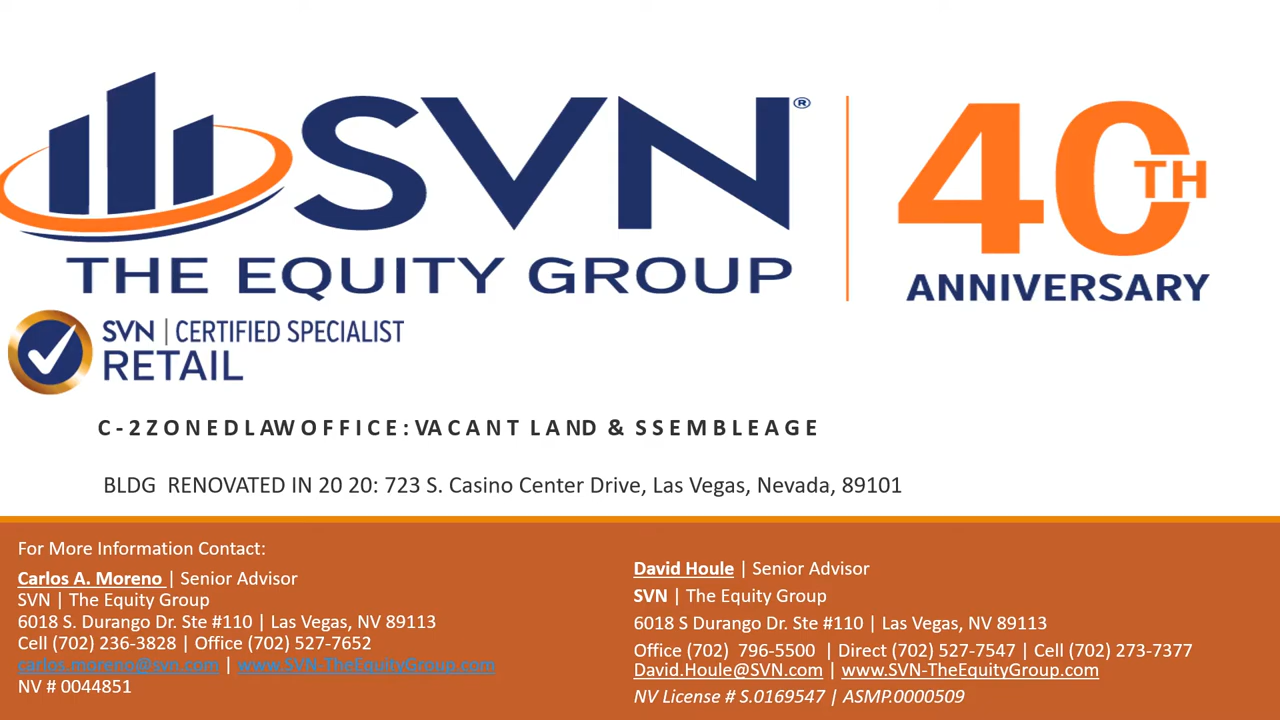 SVN®
THE EQUITY GROUP
40TH
ANNIVERSARY
SVN | CERTIFIED SPECIALIST
RETAIL
C-2ZONEDLAWOFFICE:VACANT LAND & SSEMBLEAGE
BLDG RENOVATED IN 20 20: 723 S. Casino Center Drive, Las Vegas, Nevada, 89101
For More Information Contact:
Carlos A. Moreno | Senior Advisor
SVN | The Equity Group
6018 S. Durango Dr. Ste #110 | Las Vegas, NV 89113
Cell (702) 236-3828 | Office (702) 527-7652
carlos.moreno@svn.com | www.SVN-TheEquityGroup.com
NV # 0044851
David Houle | Senior Advisor
SVN | The Equity Group
6018 S Durango Dr. Ste #110 | Las Vegas, NV 89113
Office (702) 796-5500 | Direct (702) 527-7547 | Cell (702) 273-7377
David.Houle@SVN.com | www.SVN-TheEquityGroup.com
NV License # S.0169547 | ASMP.0000509